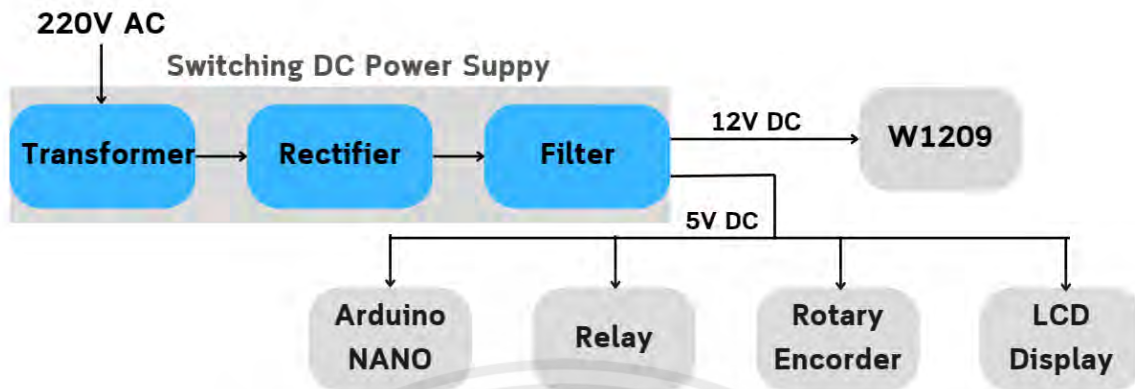 220V AC
Switching DC Power Suppy
Transformer
Rectifier
Filter
12V DC
W1209
5V DC
Arduino
NANO
Relay
Rotary
Encorder
LCD
Display